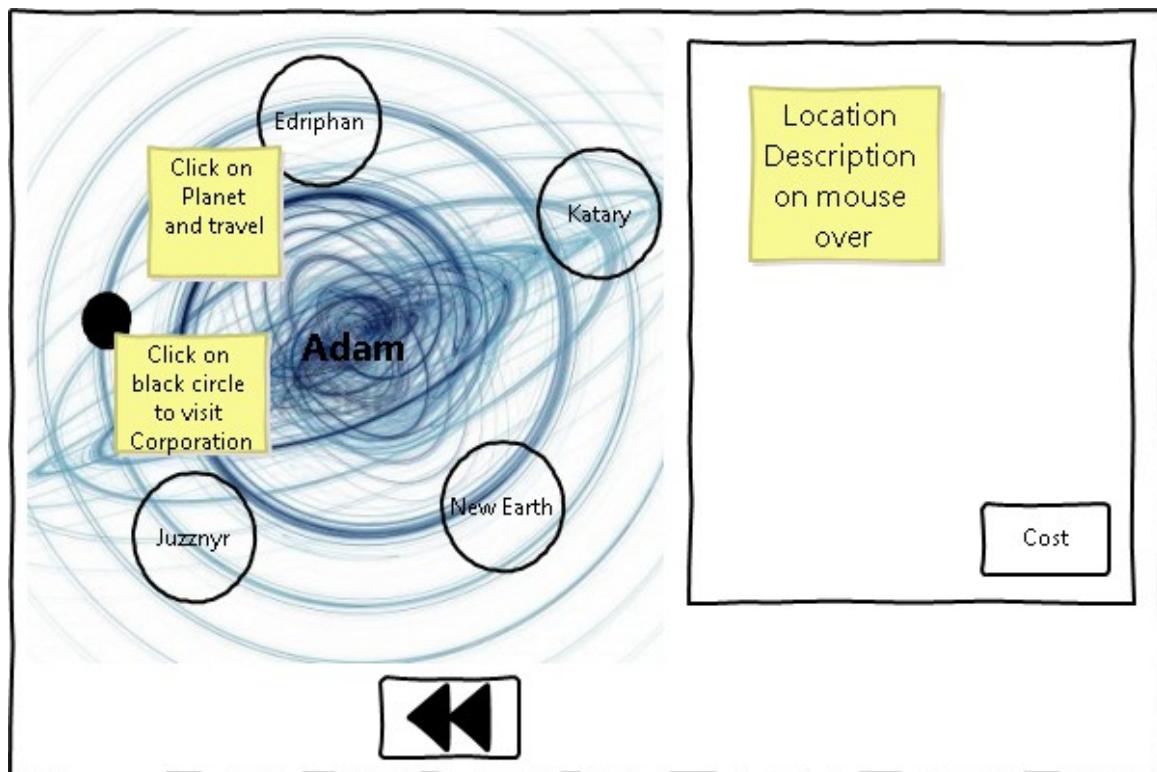 Edriphan
Click on
Planet
and travel
Katary
Adam
Click on
black circle
to visit
Corporation
New Earth
Juzznyr
Location
Description
on mouse
over
Cost